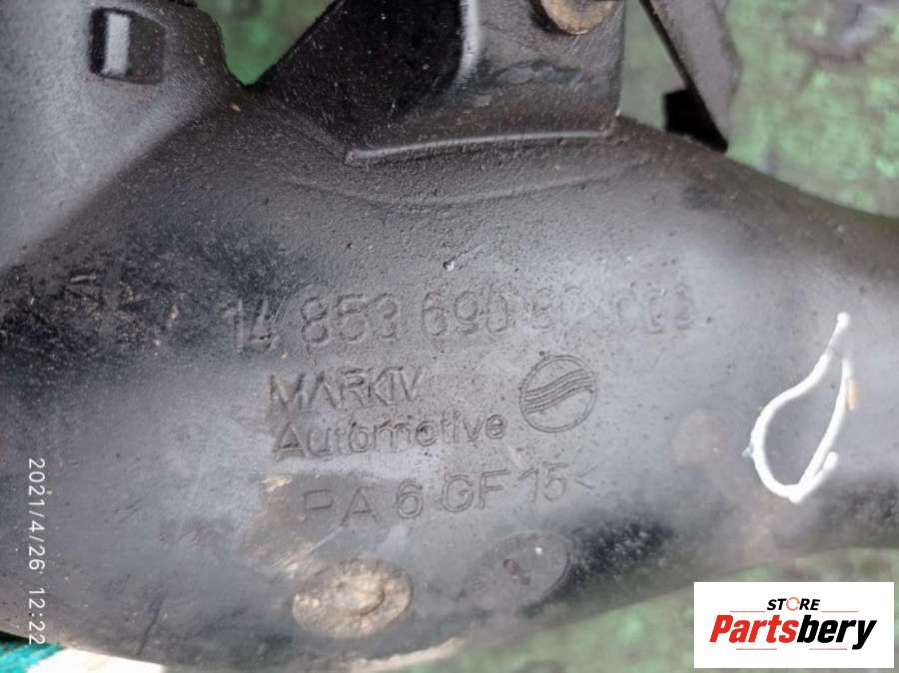 14 853 690
MARKIV
Automotive
PA 6 GF 15<
2021/4/26 12:22
STORE
Partsbery